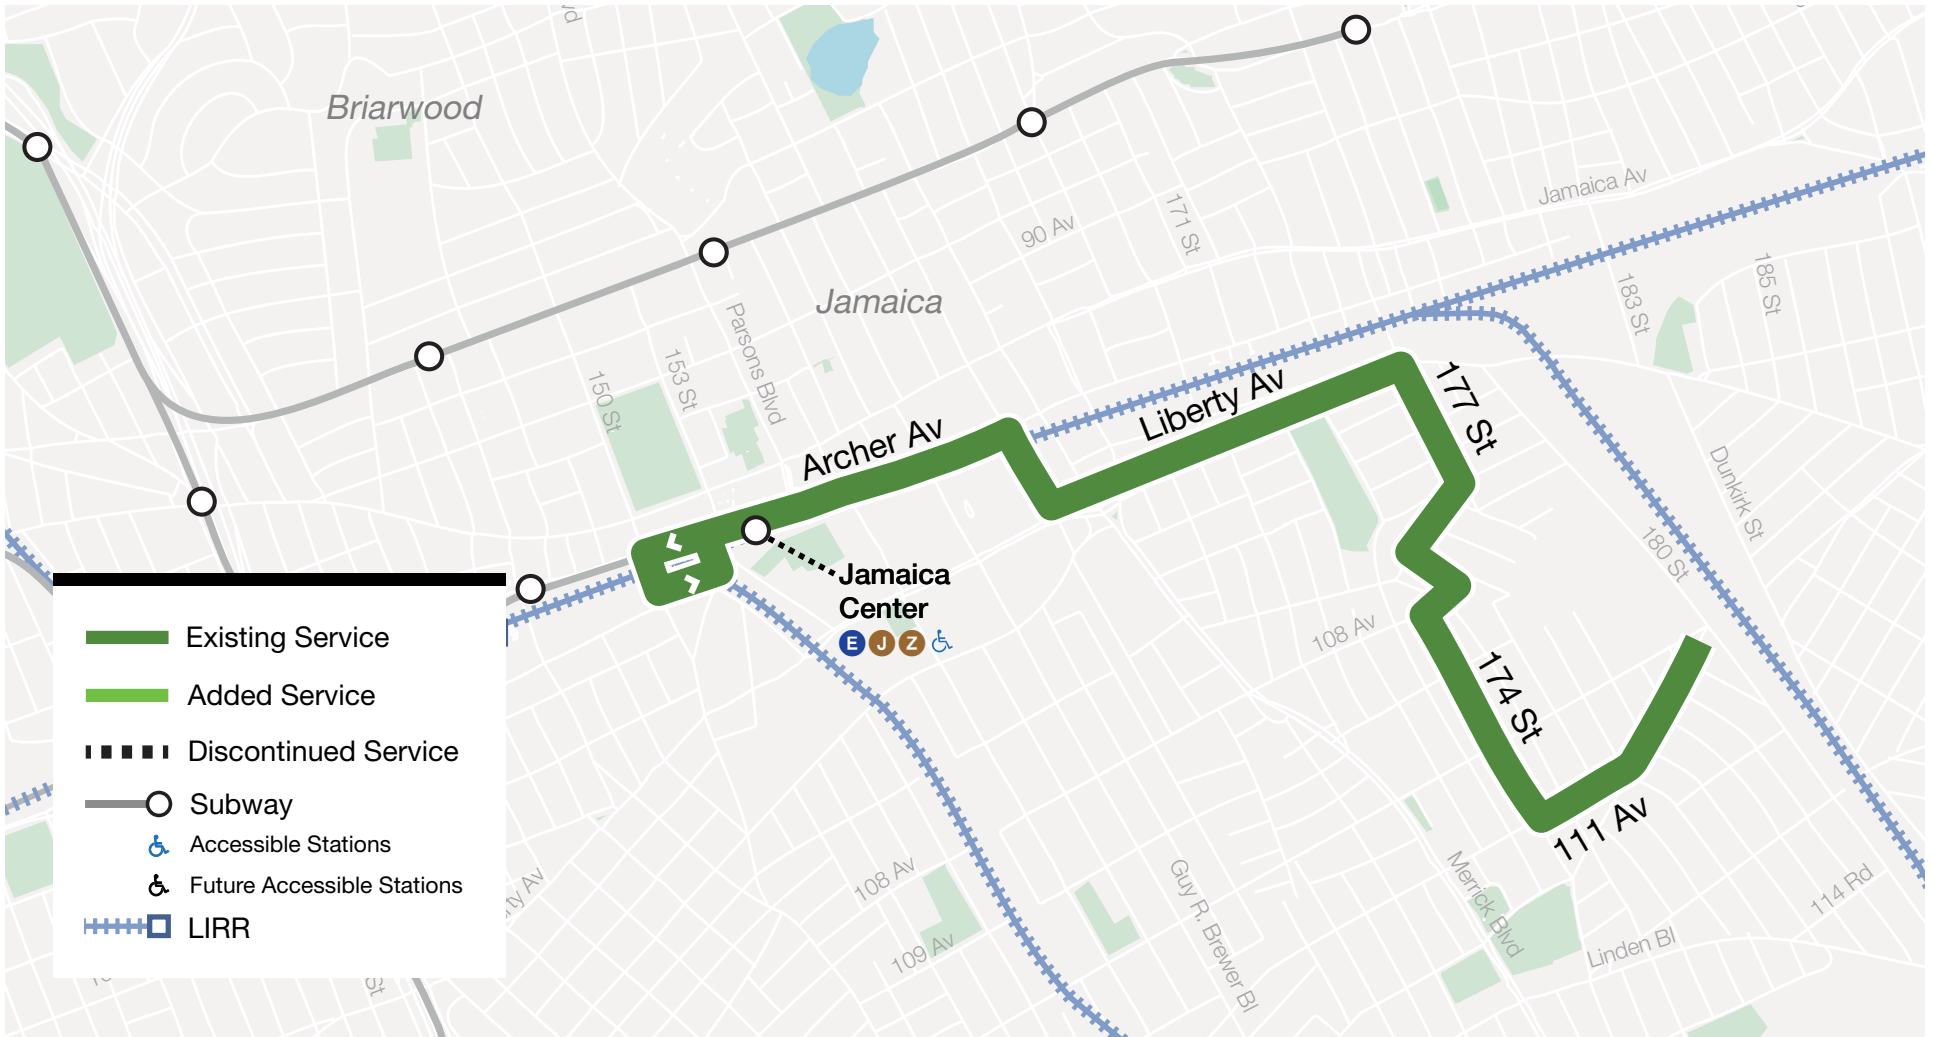 Briarwood
Jamaica Av
171 St
90 Av
185 St
183 St
Jamaica
Parsons Blvd
153 St
150 St
Liberty Av
177 St
Archer Av
Dunkirk St
180 St
Jamaica
Center
E J Z
108 Av
174 St
111 Av
Existing Service
Added Service
Discontinued Service
Subway
Accessible Stations
Future Accessible Stations
LIRR
108 Av
109 Av
Guy R. Brewer Bl
Merrick Blvd
Linden Bl
114 Rd
St